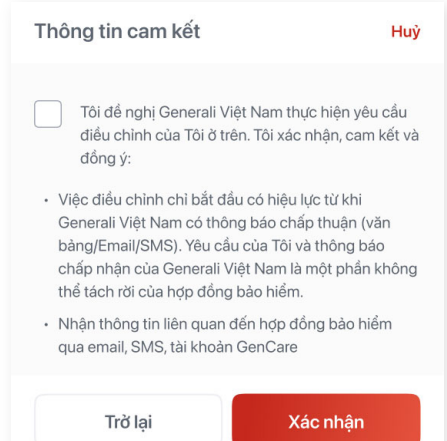 Thông tin cam kết Huỷ
Tôi đề nghị Generali Việt Nam thực hiện yêu cầu
điều chỉnh của Tôi ở trên. Tôi xác nhận, cam kết và
đồng ý:
• Việc điều chỉnh chỉ bắt đầu có hiệu lực từ khi
Generali Việt Nam có thông báo chấp thuận (văn
bảng/Email/SMS). Yêu cầu của Tôi và thông báo
chấp nhận của Generali Việt Nam là một phần không
thể tách rời của hợp đồng bảo hiểm.
• Nhận thông tin liên quan đến hợp đồng bảo hiểm
qua email, SMS, tài khoản GenCare
Trở lại Xác nhận